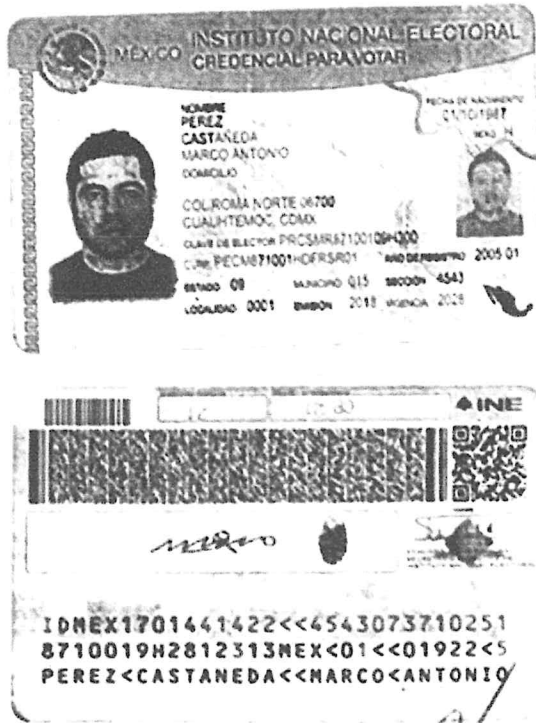 MÉXICO INSTITUTO NACIONAL ELECTORAL
CREDENCIAL PARA VOTAR
NOMBRE
PEREZ
CASTAÑEDA
MARCO ANTONIO
DOMICILIO
COL ROMA NORTE 06700
CUAUHTEMOC, CDMX
FECHA DE NACIMIENTO
01/10/1987
SEXO H
CLAVE DE ELECTOR
CURP PECM871001HDFRSR01 AÑO DE REGISTRO 2005 01
ESTADO 09 MUNICIPIO 015 SECCIÓN 4543
LOCALIDAD 0001 EMISIÓN 2018 VIGENCIA 2028
INE
IDMEX1701441422<<4543073710251
8710019H2812313MEX<01<<01922<5
PEREZ<CASTANEDA<<MARCO<ANTONIO